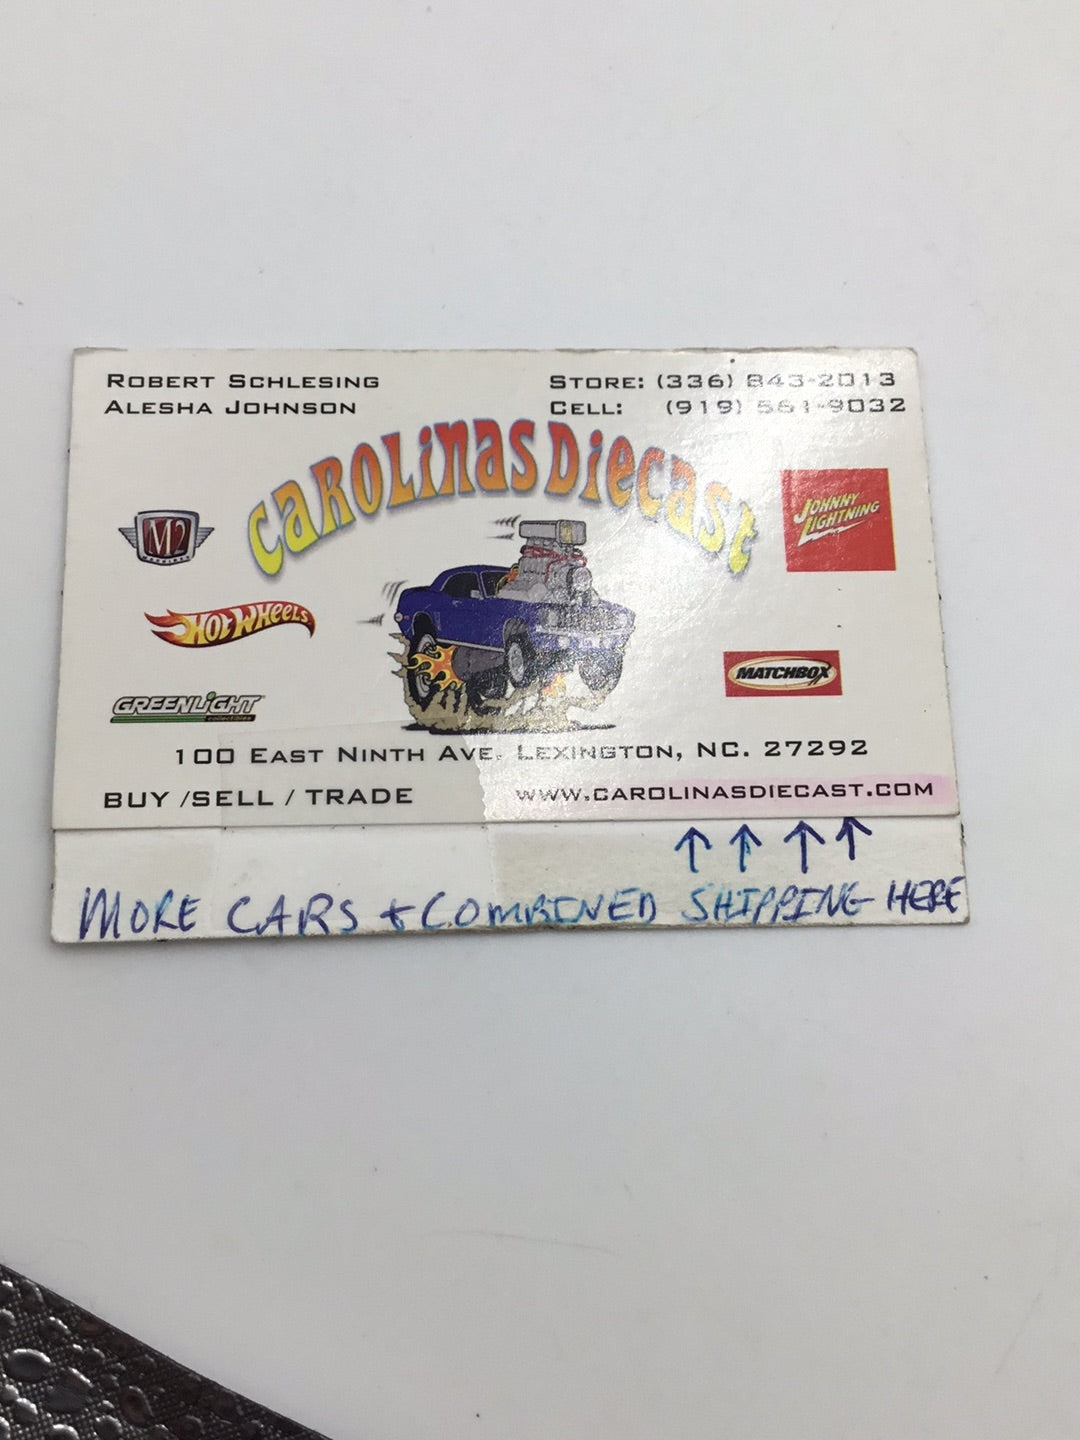 ROBERT SCHLESING
ALESHA JOHNSON
STORE: (336) 843-2013
CELL: (919) 561-9032
CAROLINAS DIECAST
M2
MACHINES
HOT WHEELS
GREENLIGHT
collectibles
JOHNNY
LIGHTNING
MATCHBOX
100 EAST NINTH AVE. LEXINGTON, NC. 27292
BUY /SELL / TRADE
WWW.CAROLINASDIECAST.COM
MORE CARS + COMBINED SHIPPING HERE